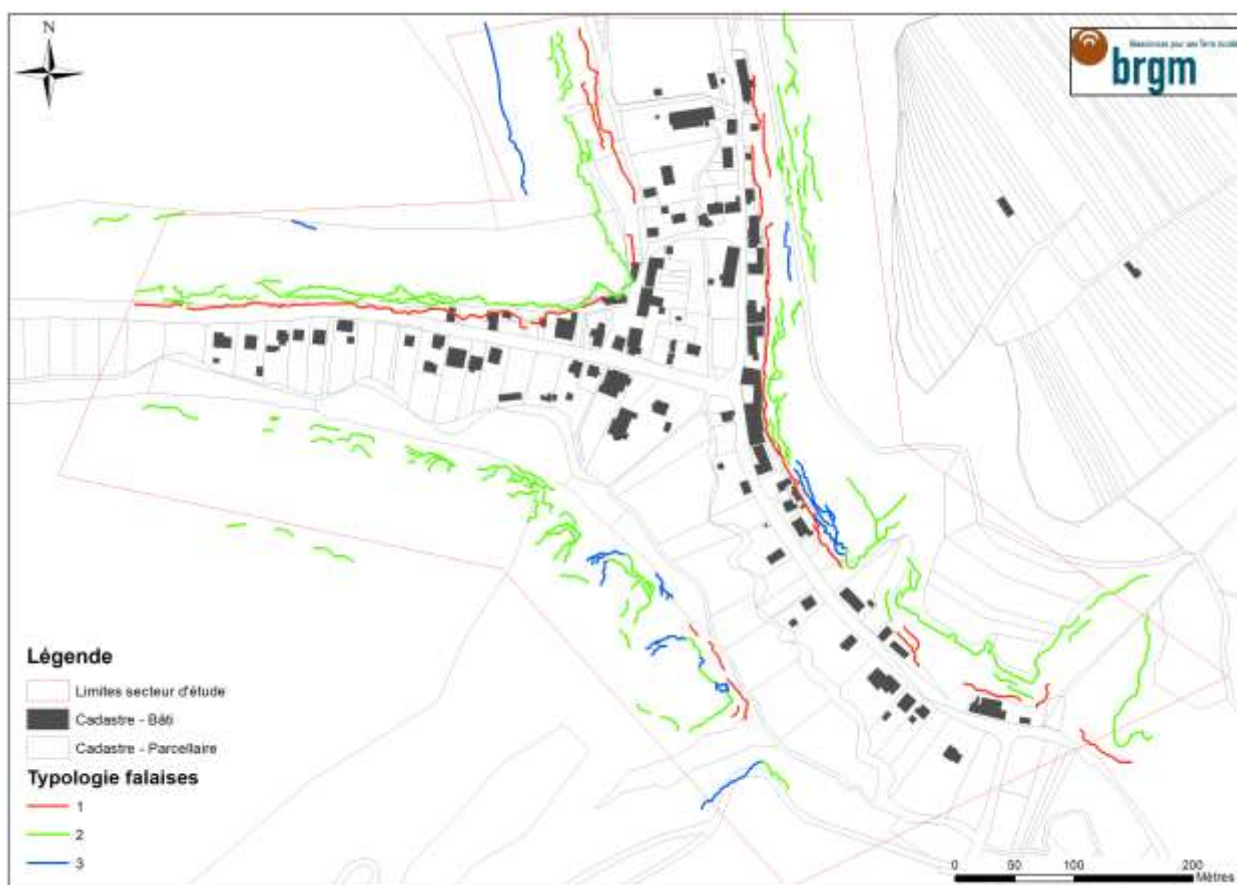 N
brgm
Légende
Limites secteur d'étude
Cadastre - Bâti
Cadastre - Parcellaire
Typologie falaises
1
2
3
0 50 100 200
Mètres